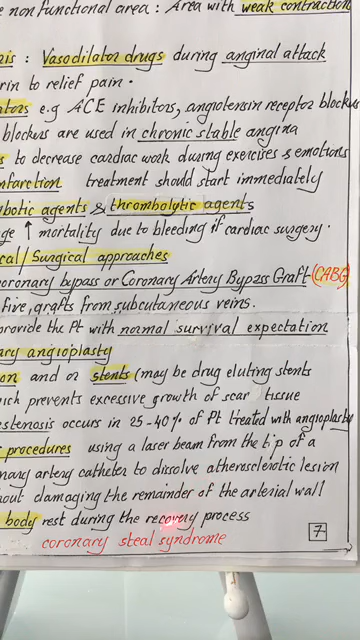 e non functional area : Area with weak contraction
is : Vasodilator drugs during anginal attack
rin to relief pain.
ators e.g ACE inhibitors, angiotensin receptor blockers
blockers are used in chronic stable angina
s to decrease cardiac work during exercises & emotions
nfarction treatment should start immediately
botic agents & thrombolytic agents
ge ↑ mortality due to bleeding if cardiac surgery.
cal / Surgical approaches
coronary bypass or Coronary Artery Bypass Graft (CABG)
five, grafts from subcutaneous veins.
provide the Pt with normal survival expectation
ary angioplasty
on and or stents (may be drug eluting stents
ich prevents excessive growth of scar tissue
estenosis occurs in 25-40% of Pt treated with angioplasty
r procedures using a laser beam from the tip of a
nary artery catheter to dissolve atherosclerotic lesion
out damaging the remainder of the arterial wall
body rest during the recovery process
coronary steal syndrome
7